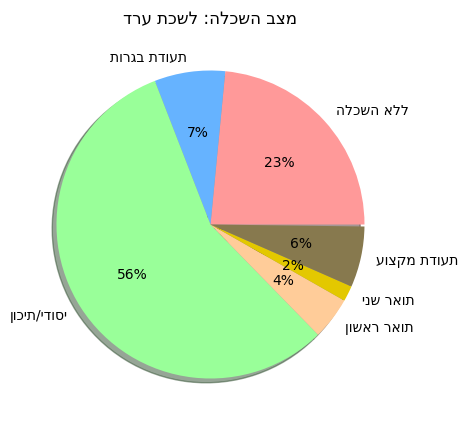 מצב השכלה: לשכת ערד
תעודת בגרות
ללא השכלה
7%
23%
6%
תעודת מקצוע
2%
56%
4%
תואר שני
יסודי/תיכון
תואר ראשון